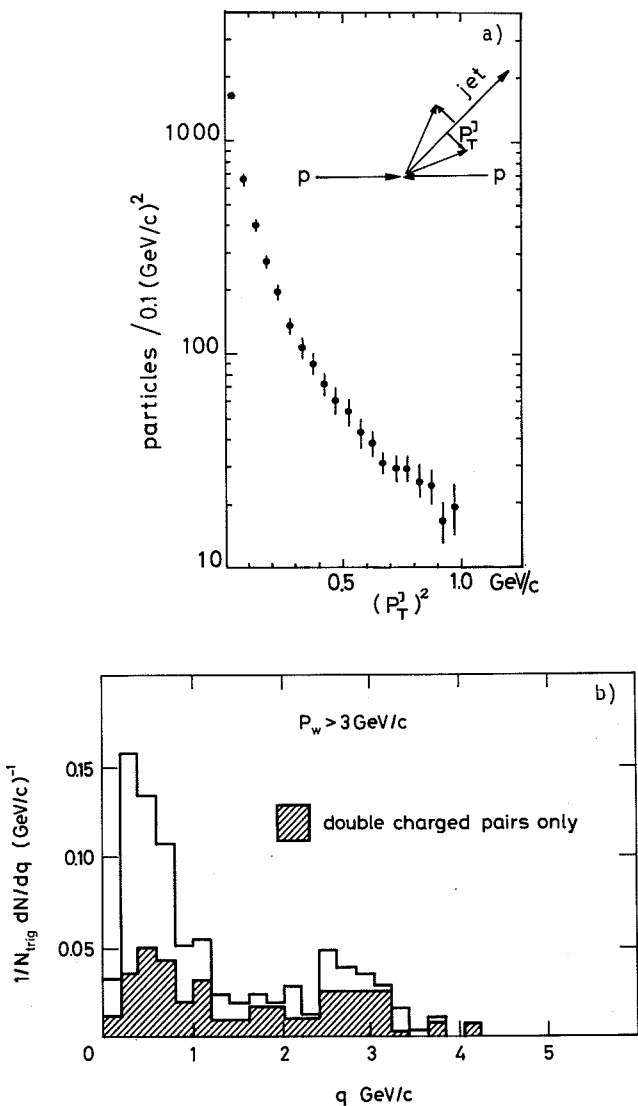 a)
jet
P_T^J
p
p
1000
100
10
particles / 0.1 (GeV/c)^2
0.5
1.0
GeV/c
(P_T^J)^2
b)
P_w > 3 GeV/c
double charged pairs only
0.15
0.10
0.05
1/N_trig dN/dq (GeV/c)^-1
0
1
2
3
4
5
q GeV/c